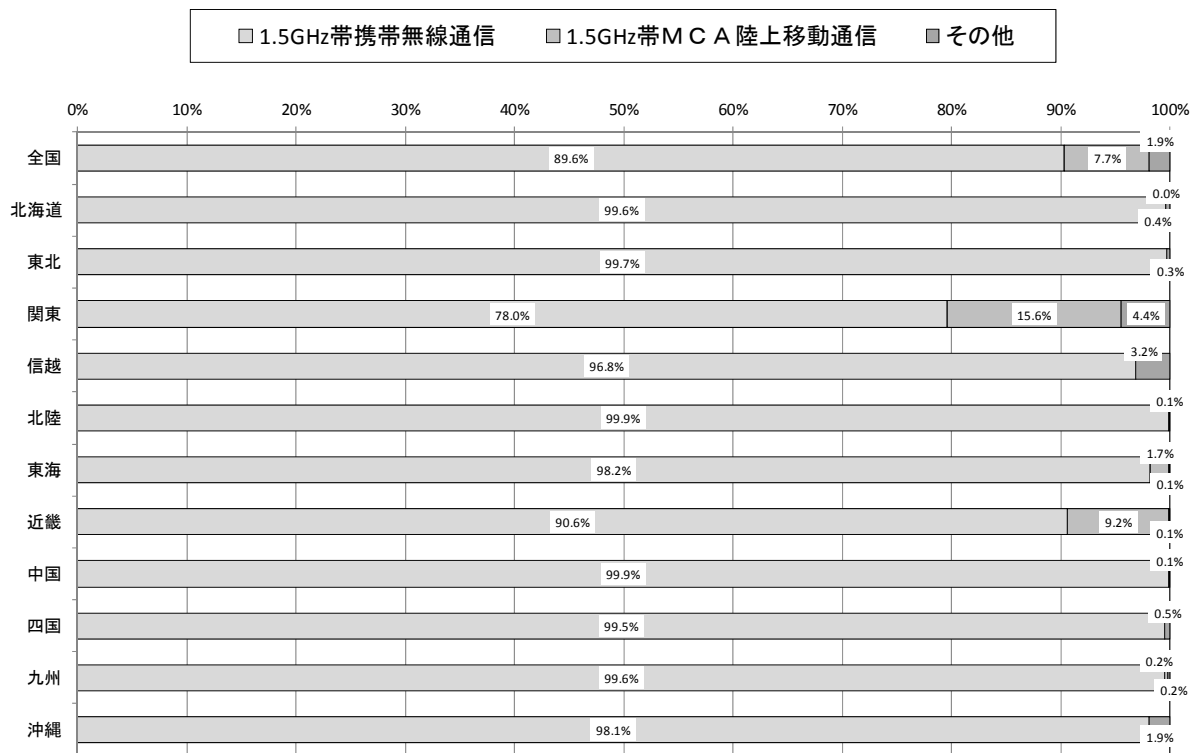 1.5GHz帯携帯無線通信 1.5GHz帯ＭＣＡ陸上移動通信 その他
0% 10% 20% 30% 40% 50% 60% 70% 80% 90% 100%
全国 89.6% 7.7% 1.9%
北海道 99.6% 0.0% 0.4%
東北 99.7% 0.3%
関東 78.0% 15.6% 4.4%
信越 96.8% 3.2%
北陸 99.9% 0.1%
東海 98.2% 1.7% 0.1%
近畿 90.6% 9.2% 0.1%
中国 99.9% 0.1%
四国 99.5% 0.5%
九州 99.6% 0.2% 0.2%
沖縄 98.1% 1.9%